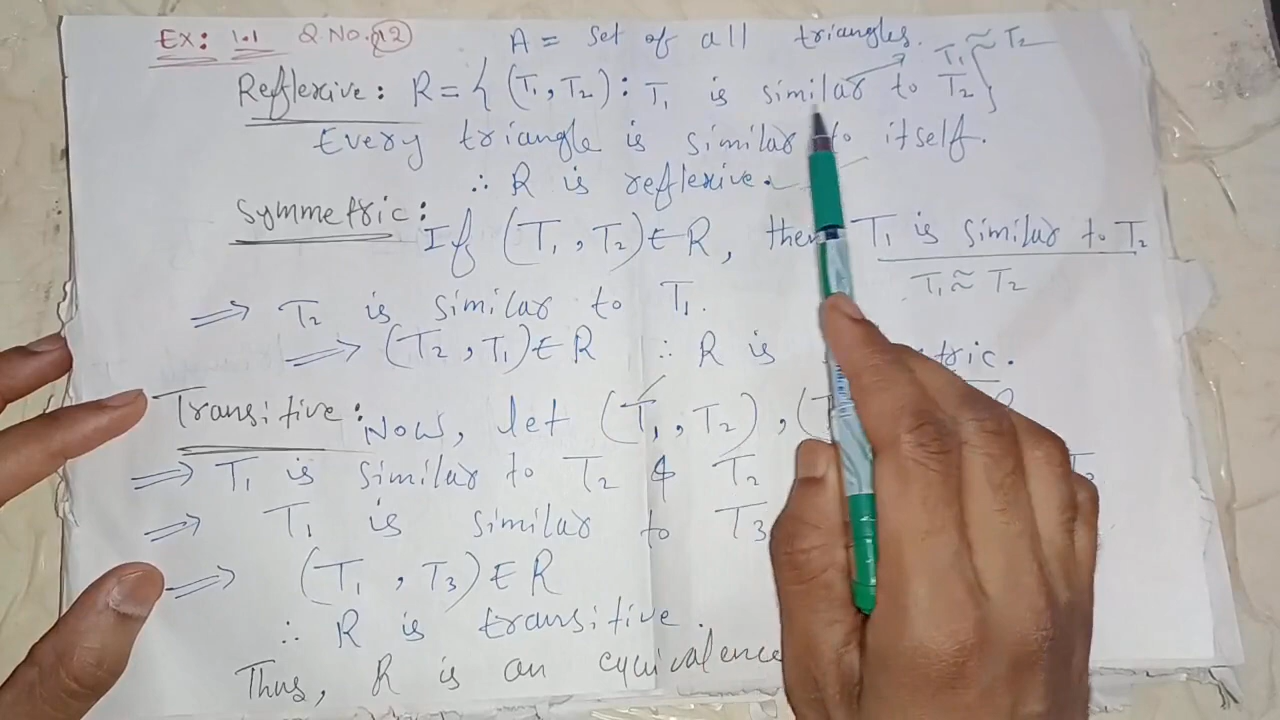 Ex: 1.1 Q.No.12 A = Set of all triangles.
T₁ ≈ T₂
Reflexive: R = { (T₁, T₂) : T₁ is similar to T₂ }
Every triangle is similar to itself.
∴ R is reflexive.
Symmetric:
If (T₁, T₂) ∈ R, then T₁ is similar to T₂
T₁ ≈ T₂
⇒ T₂ is similar to T₁.
⇒ (T₂, T₁) ∈ R ∴ R is
Transitive: Now, let (T₁, T₂), (T
⇒ T₁ is similar to T₂ & T₂
⇒ T₁ is similar to T₃
⇒ (T₁, T₃) ∈ R
∴ R is transitive.
Thus, R is an equivalence